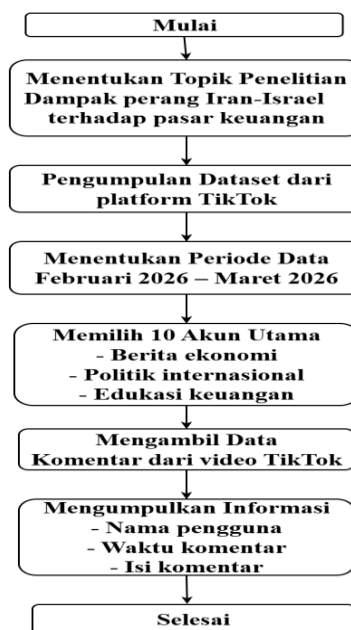 Mulai
Menentukan Topik Penelitian
Dampak perang Iran-Israel
terhadap pasar keuangan
Pengumpulan Dataset dari
platform TikTok
Menentukan Periode Data
Februari 2026 – Maret 2026
Memilih 10 Akun Utama
- Berita ekonomi
- Politik internasional
- Edukasi keuangan
Mengambil Data
Komentar dari video TikTok
Mengumpulkan Informasi
- Nama pengguna
- Waktu komentar
- Isi komentar
Selesai